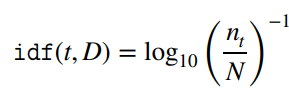 idf(t, D) = log₁₀ (nₜ/N)⁻¹